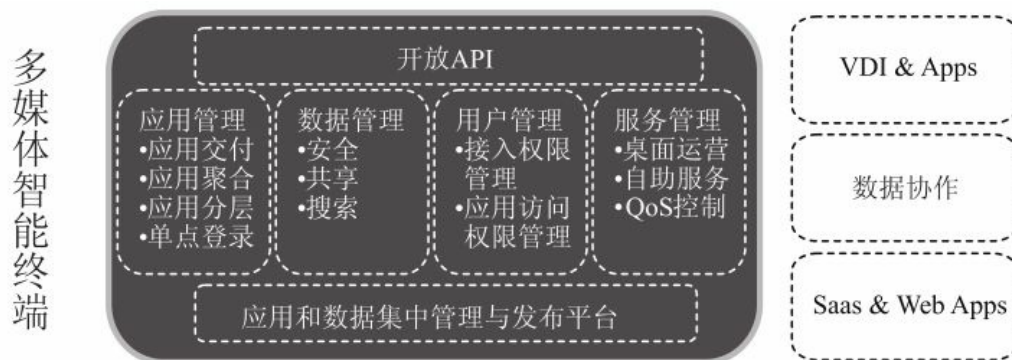 多媒体智能终端
开放API
应用管理
•应用交付
•应用聚合
•应用分层
•单点登录
数据管理
•安全
•共享
•搜索
用户管理
•接入权限
管理
•应用访问
权限管理
服务管理
•桌面运营
•自助服务
•QoS控制
应用和数据集中管理与发布平台
VDI & Apps
数据协作
Saas & Web Apps